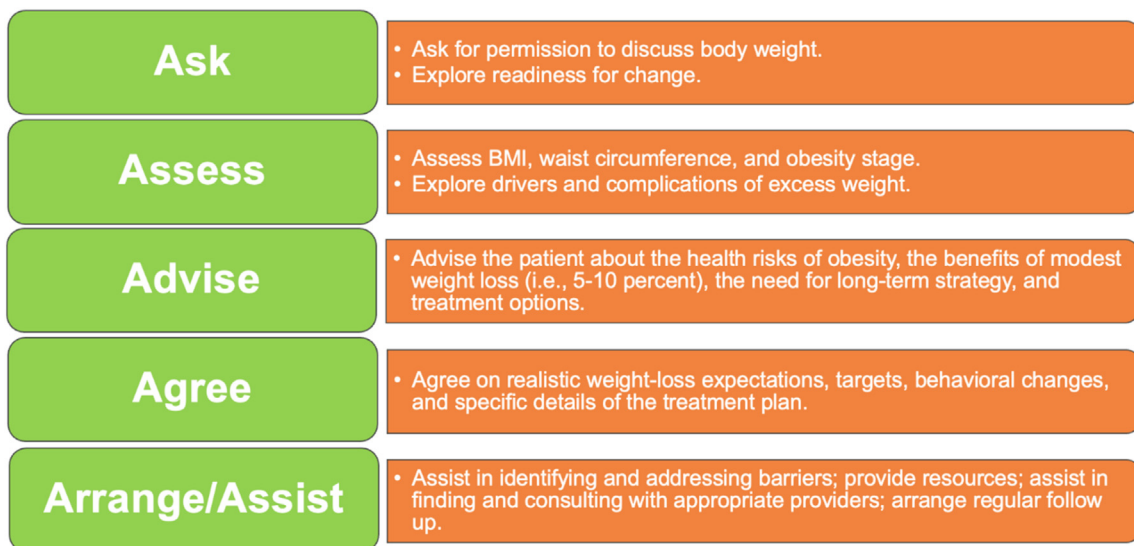 Ask
• Ask for permission to discuss body weight.
• Explore readiness for change.
Assess
• Assess BMI, waist circumference, and obesity stage.
• Explore drivers and complications of excess weight.
Advise
• Advise the patient about the health risks of obesity, the benefits of modest
weight loss (i.e., 5-10 percent), the need for long-term strategy, and
treatment options.
Agree
• Agree on realistic weight-loss expectations, targets, behavioral changes,
and specific details of the treatment plan.
Arrange/Assist
• Assist in identifying and addressing barriers; provide resources; assist in
finding and consulting with appropriate providers; arrange regular follow
up.